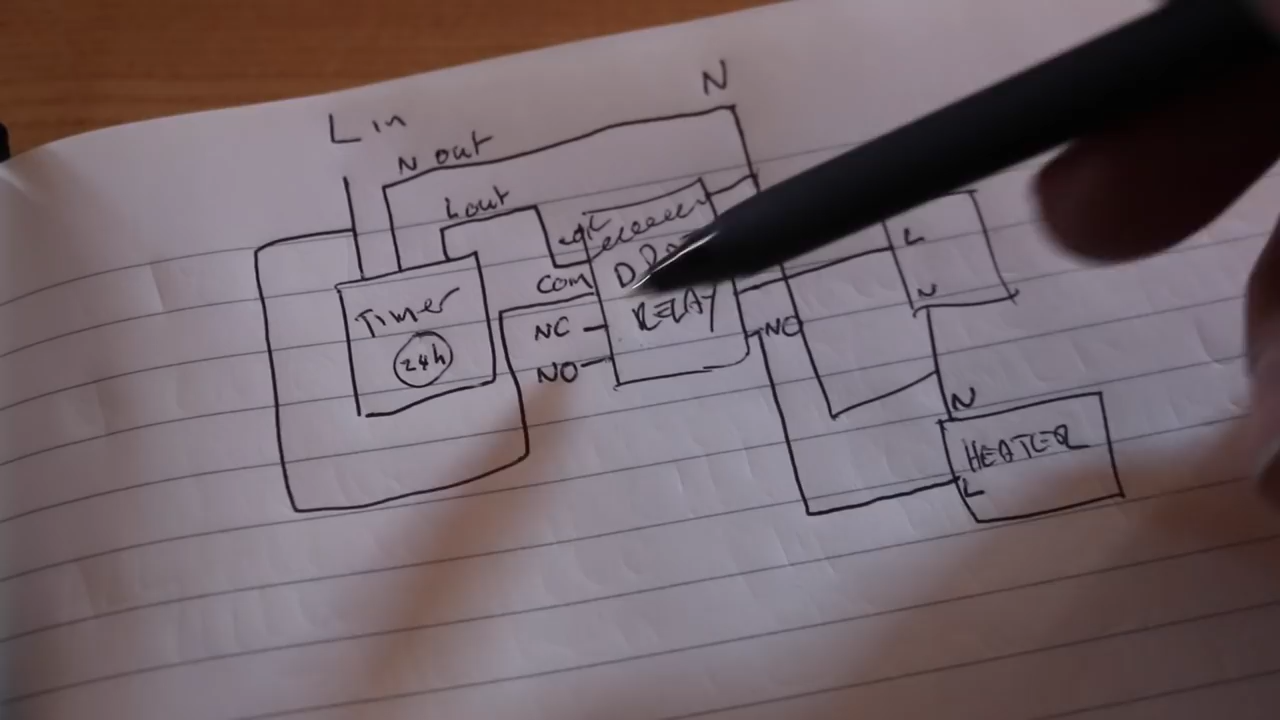 N
L in
N out
L out
COM
L
N
Timer
24h
RELAY
NC
NO
NO
N
HEATER
L